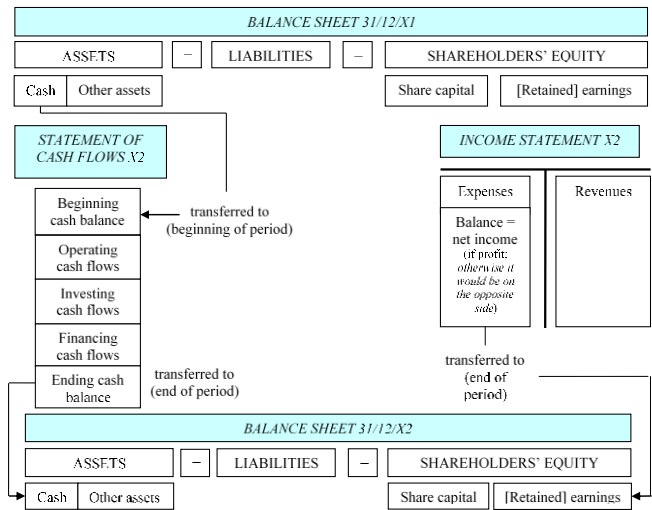 BALANCE SHEET 31/12/X1
ASSETS – LIABILITIES – SHAREHOLDERS' EQUITY
Cash Other assets Share capital [Retained] earnings
STATEMENT OF
CASH FLOWS X2
INCOME STATEMENT X2
Beginning
cash balance
transferred to
(beginning of period)
Operating
cash flows
Investing
cash flows
Financing
cash flows
Ending cash
balance
transferred to
(end of period)
Expenses
Revenues
Balance =
net income
(if profit;
otherwise it
would be on
the opposite
side)
transferred to
(end of
period)
BALANCE SHEET 31/12/X2
ASSETS – LIABILITIES – SHAREHOLDERS' EQUITY
Cash Other assets Share capital [Retained] earnings